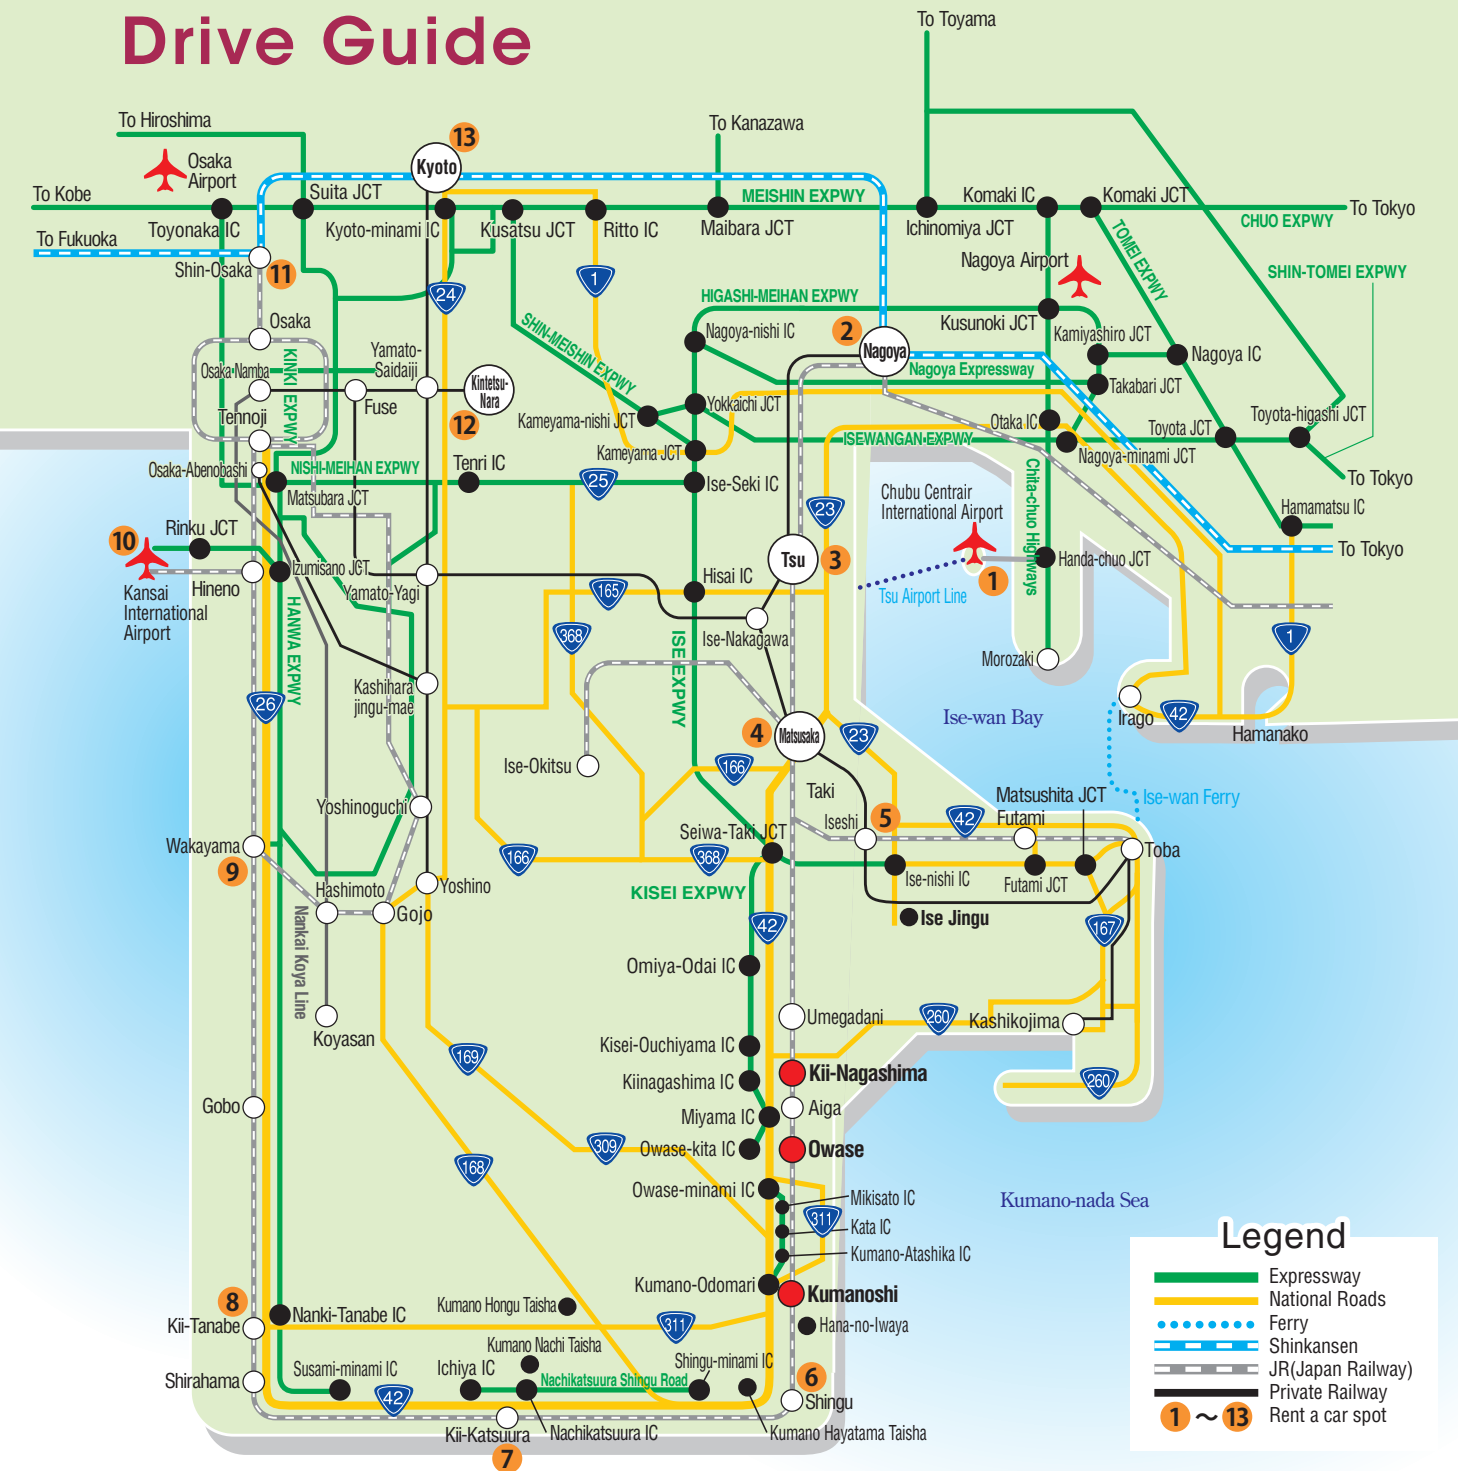 Drive Guide
To Toyama
To Hiroshima
To Kanazawa
13
Kyoto
Osaka
Airport
To Kobe
Suita JCT
MEISHIN EXPWY
Komaki IC
Komaki JCT
To Tokyo
CHUO EXPWY
Toyonaka IC
Kyoto-minami IC
Kusatsu JCT
Ritto IC
Maibara JCT
Ichinomiya JCT
TOMEI EXPWY
To Fukuoka
Shin-Osaka
11
24
1
Nagoya Airport
SHIN-TOMEI EXPWY
HIGASHI-MEIHAN EXPWY
Osaka
SHIN-MEISHIN EXPWY
Nagoya-nishi IC
2
Nagoya
Kusunoki JCT
Kamiyashiro JCT
Nagoya IC
Yamato-
Saidaiji
KINKI EXPWY
Osaka Namba
Nagoya Expressway
Takabari JCT
Kintetsu-
Nara
12
Fuse
Tennoji
Kameyama-nishi JCT
Yokkaichi JCT
Otaka IC
Toyota-higashi JCT
Toyota JCT
ISEWANGAN EXPWY
Kameyama JCT
Nagoya-minami JCT
Osaka-Abenobashi
NISHI-MEIHAN EXPWY
Tenri IC
25
Ise-Seki IC
Matsubara JCT
To Tokyo
Chita-chuo Highways
Chubu Centrair
International Airport
23
Hamamatsu IC
10
Rinku JCT
To Tokyo
Tsu
3
Handa-chuo JCT
1
Izumisano JCT
Hineno
Kansai
International
Airport
Yamato-Yagi
Hisai IC
165
Tsu Airport Line
HANWA EXPWY
368
ISE EXPWY
Ise-Nakagawa
1
Morozaki
Kashihara
jingu-mae
26
Irago
42
Ise-wan Bay
Hamanako
4
Matsusaka
23
Ise-Okitsu
166
Taki
Matsushita JCT
Ise-wan Ferry
Yoshinoguchi
Iseshi
5
42
Futami
Seiwa-Taki JCT
Wakayama
9
166
368
Toba
Ise-nishi IC
Futami JCT
Hashimoto
Yoshino
KISEI EXPWY
Gojo
Ise Jingu
42
167
Nankai Koya Line
Omiya-Odai IC
Koyasan
Umegadani
260
Kashikojima
Kisei-Ouchiyama IC
169
Kii-Nagashima
Kiinagashima IC
260
Gobo
Aiga
Miyama IC
309
Owase-kita IC
Owase
168
Owase-minami IC
Mikisato IC
311
Kumano-nada Sea
Kata IC
Kumano-Atashika IC
Kumano-Odomari
Kumanoshi
8
Nanki-Tanabe IC
Kumano Hongu Taisha
Kii-Tanabe
311
Hana-no-Iwaya
Kumano Nachi Taisha
Susami-minami IC
Ichiya IC
Shingu-minami IC
Shirahama
Nachikatsuura Shingu Road
6
Shingu
42
Kii-Katsuura
7
Nachikatsuura IC
Kumano Hayatama Taisha
Legend
Expressway
National Roads
Ferry
Shinkansen
JR(Japan Railway)
Private Railway
1 ～ 13 Rent a car spot